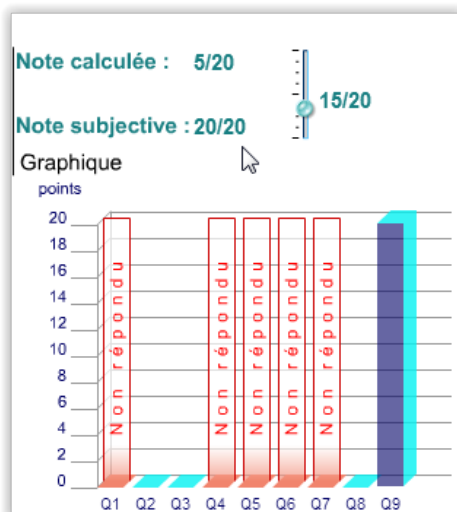 Note calculée : 5/20
15/20
Note subjective : 20/20
Graphique
points
20
18
16
14
12
10
8
6
4
2
0
Non répondu
Non répondu
Non répondu
Non répondu
Non répondu
Q1 Q2 Q3 Q4 Q5 Q6 Q7 Q8 Q9